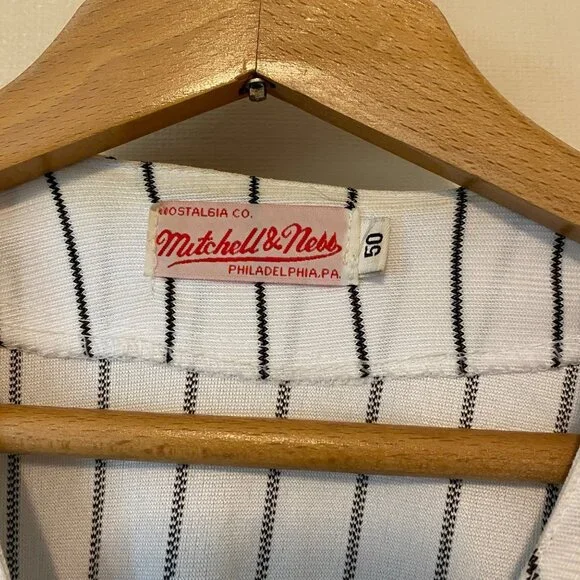 NOSTALGIA CO.
Mitchell & Ness
PHILADELPHIA, PA.
50